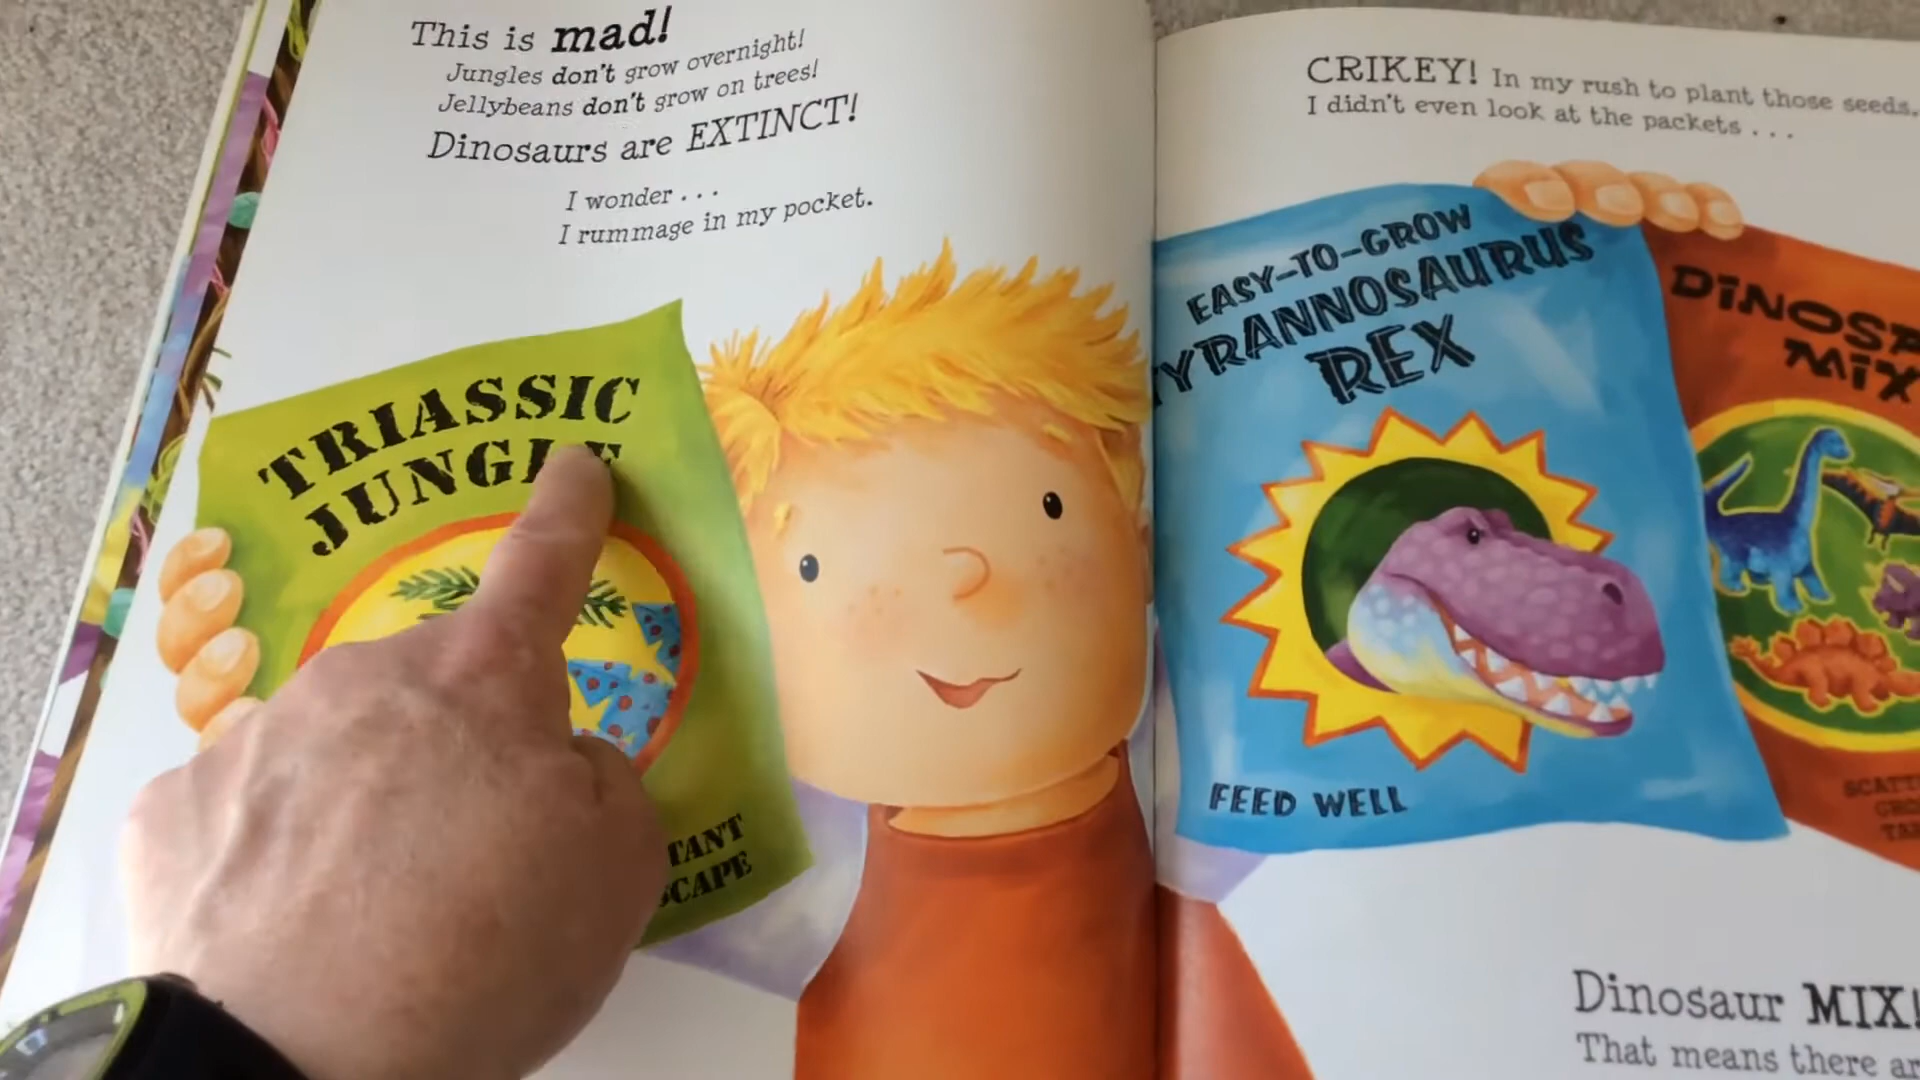 This is mad!
Jungles don't grow overnight!
Jellybeans don't grow on trees!
Dinosaurs are EXTINCT!
I wonder . . .
I rummage in my pocket.
TRIASSIC
JUNGLE
CRIKEY! In my rush to plant those seeds,
I didn't even look at the packets . . .
EASY-TO-GROW
TYRANNOSAURUS
REX
FEED WELL
MIX
Dinosaur MIX!
That means there